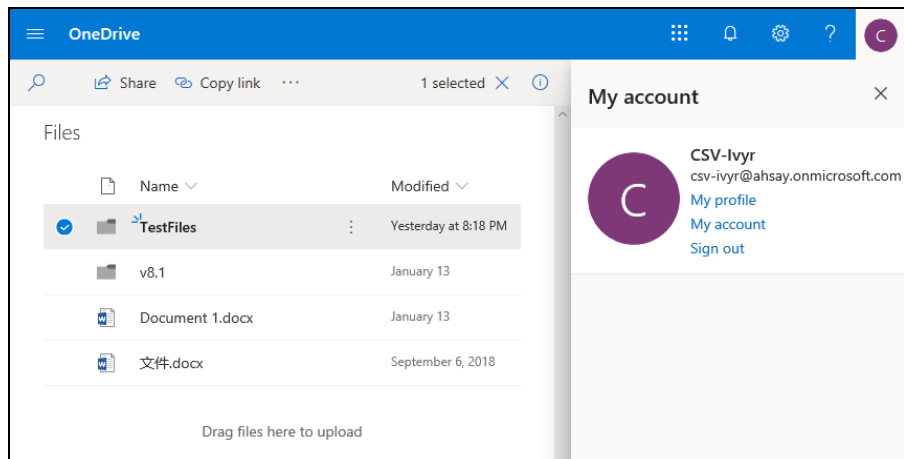 OneDrive
?
C
Share Copy link ... 1 selected
My account
Files
Name Modified
TestFiles Yesterday at 8:18 PM
v8.1 January 13
Document 1.docx January 13
文件.docx September 6, 2018
Drag files here to upload
C
CSV-Ivyr
csv-ivyr@ahsay.onmicrosoft.com
My profile
My account
Sign out